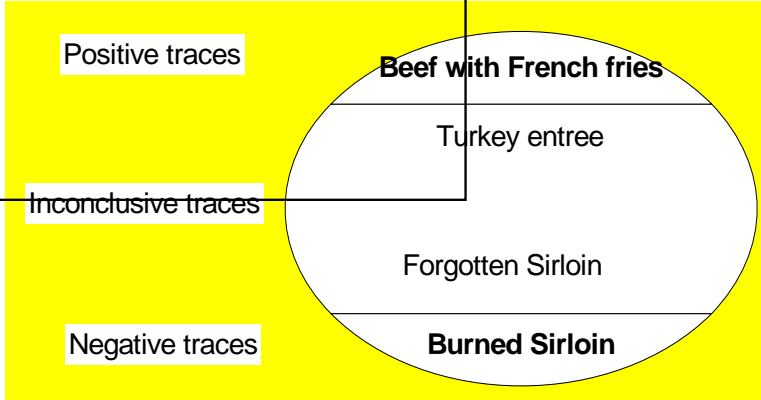 Positive traces
Beef with French fries
Turkey entree
Inconclusive traces
Forgotten Sirloin
Negative traces
Burned Sirloin